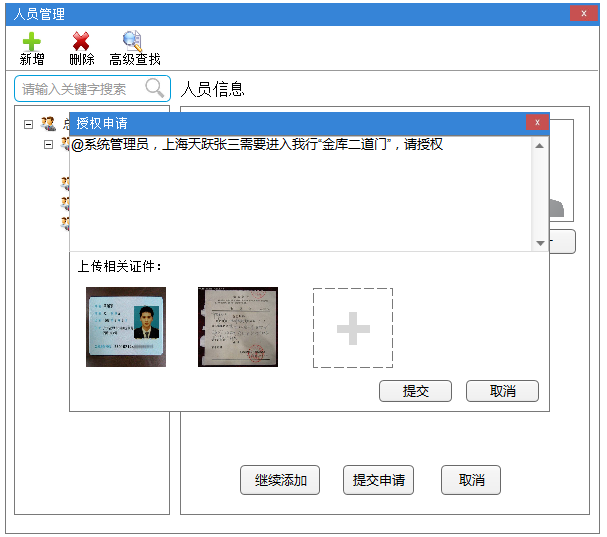 人员管理
新增
删除
高级查找
请输入关键字搜索
人员信息
授权申请
@系统管理员，上海天跃张三需要进入我行“金库二道门”，请授权
上传相关证件：
提交
取消
继续添加
提交申请
取消